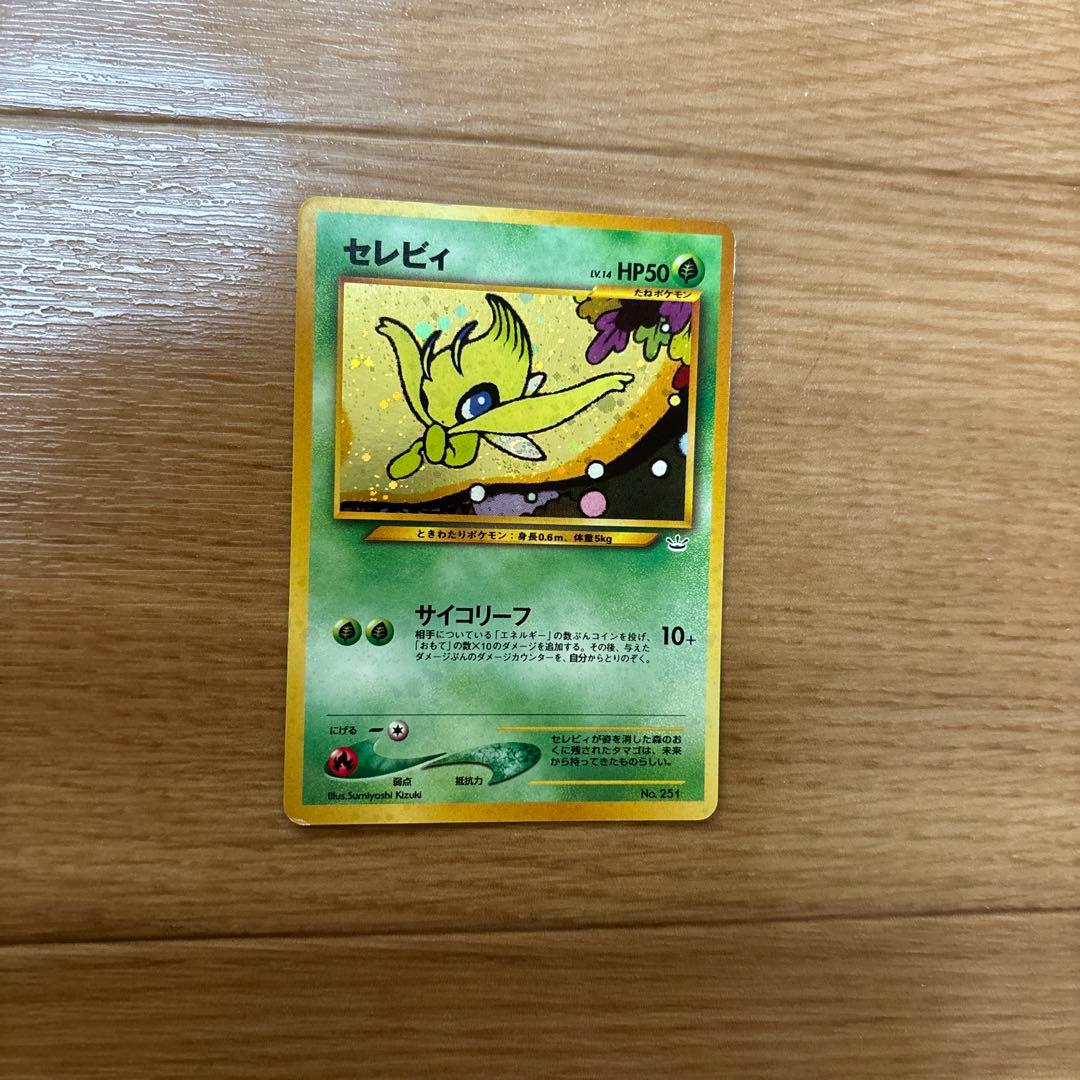 セレビィ
LV.14 HP50
たねポケモン
ときわたりポケモン：身長0.6m、体重5kg
サイコリーフ
相手についている「エネルギー」の数ぶんコインを投げ、
「おもて」の数×10のダメージを追加する。その後、与えた
ダメージぶんのダメージカウンターを、自分からとりのぞく。
10+
にげる
セレビィが姿を消した森のお
くに残されたタマゴは、未来
から持ってきたものらしい。
弱点
抵抗力
Illus.Sumiyoshi Kizuki
No. 251